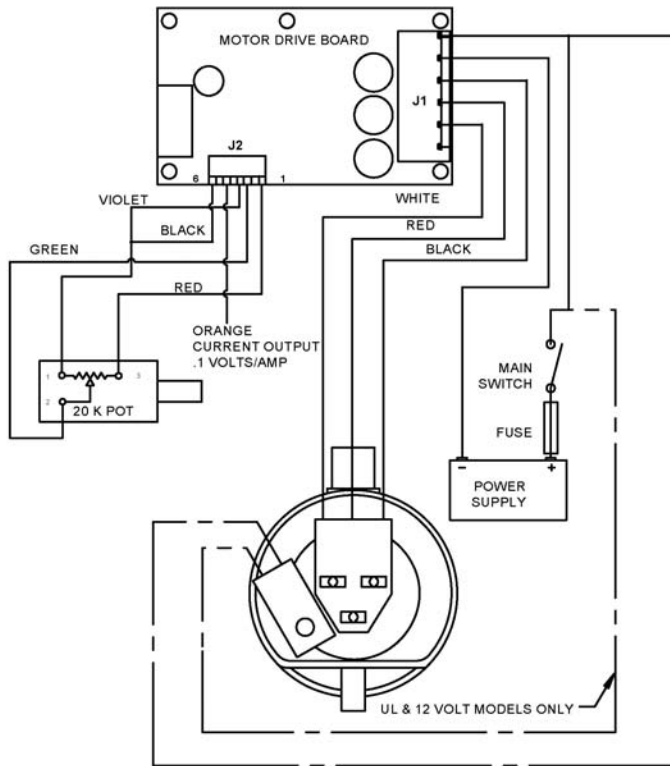 MOTOR DRIVE BOARD
J1
J2
6
1
VIOLET
WHITE
BLACK
RED
GREEN
BLACK
RED
ORANGE
CURRENT OUTPUT
.1 VOLTS/AMP
MAIN
SWITCH
1
3
2
20 K POT
FUSE
-
+
POWER
SUPPLY
UL & 12 VOLT MODELS ONLY